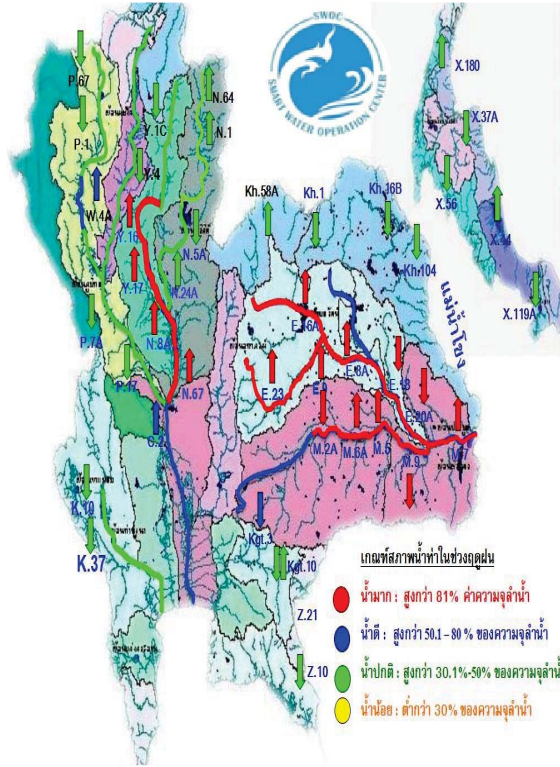 SWOC
SMART WATER OPERATION CENTER
P.67
P.1
W.4A
Y.1C
Y.4
Y.16
Y.17
N.64
N.1
N.5A
N.24A
N.8A
N.67
P.7A
P.17
C.2
K.10
K.37
Kh.58A
Kh.1
Kh.16B
Kh.104
แม่น้ำโขง
X.180
X.37A
X.56
X.44
X.119A
E.16A
E.8A
E.23
E.9
E.18
E.20A
M.2A
M.6A
M.5
M.9
M.7
Kgt.3
Kgt.10
Z.21
Z.10
เกณฑ์สภาพน้ำท่าในช่วงฤดูฝน
น้ำมาก : สูงกว่า 81% ค่าความจุลำน้ำ
น้ำดี : สูงกว่า 50.1 – 80 % ของความจุลำน้ำ
น้ำปกติ : สูงกว่า 30.1%-50% ของความจุลำน้ำ
น้ำน้อย : ต่ำกว่า 30% ของความจุลำน้ำ